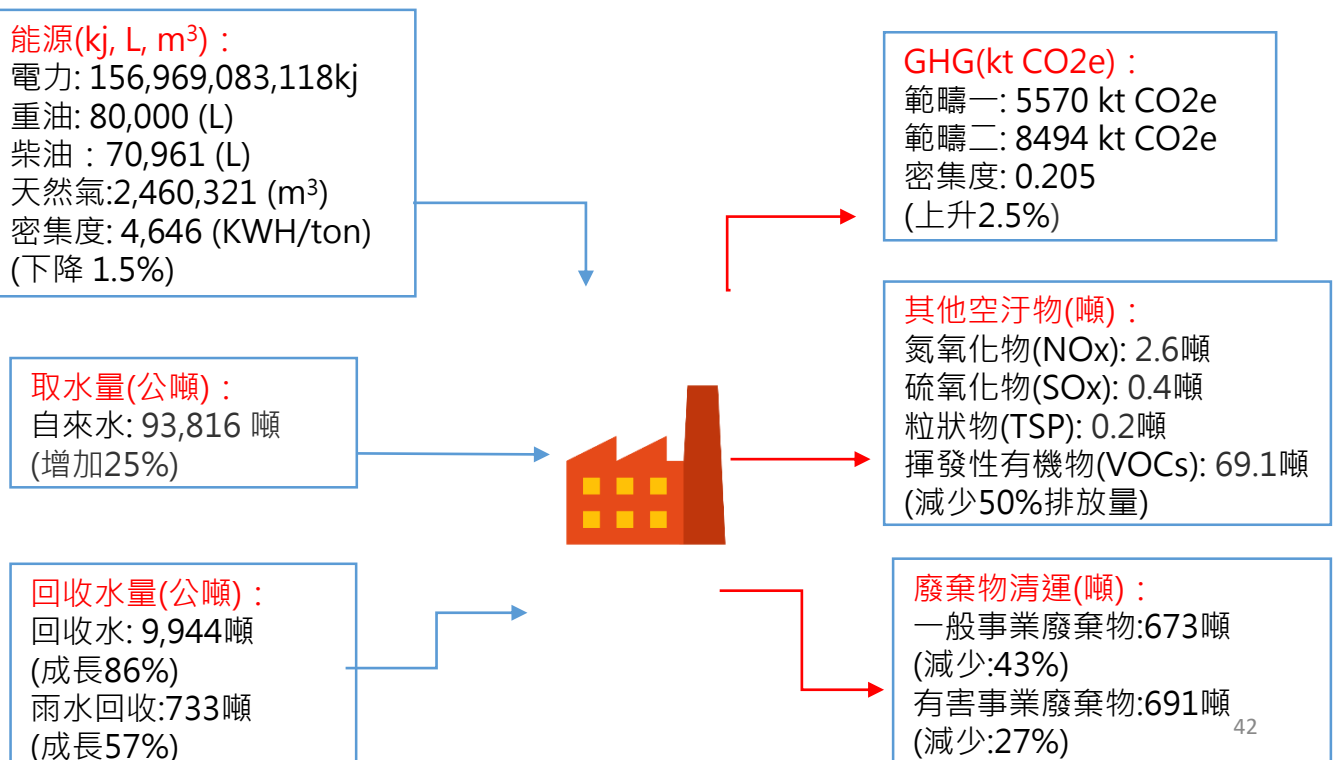 能源(kj, L, m³)：
電力: 156,969,083,118kj
重油: 80,000 (L)
柴油：70,961 (L)
天然氣:2,460,321 (m³)
密集度: 4,646 (KWH/ton)
(下降 1.5%)
取水量(公噸)：
自來水: 93,816 噸
(增加25%)
回收水量(公噸)：
回收水: 9,944噸
(成長86%)
雨水回收:733噸
(成長57%)
GHG(kt CO2e)：
範疇一: 5570 kt CO2e
範疇二: 8494 kt CO2e
密集度: 0.205
(上升2.5%)
其他空汙物(噸)：
氮氧化物(NOx): 2.6噸
硫氧化物(SOx): 0.4噸
粒狀物(TSP): 0.2噸
揮發性有機物(VOCs): 69.1噸
(減少50%排放量)
廢棄物清運(噸)：
一般事業廢棄物:673噸
(減少:43%)
有害事業廢棄物:691噸
(減少:27%)
42